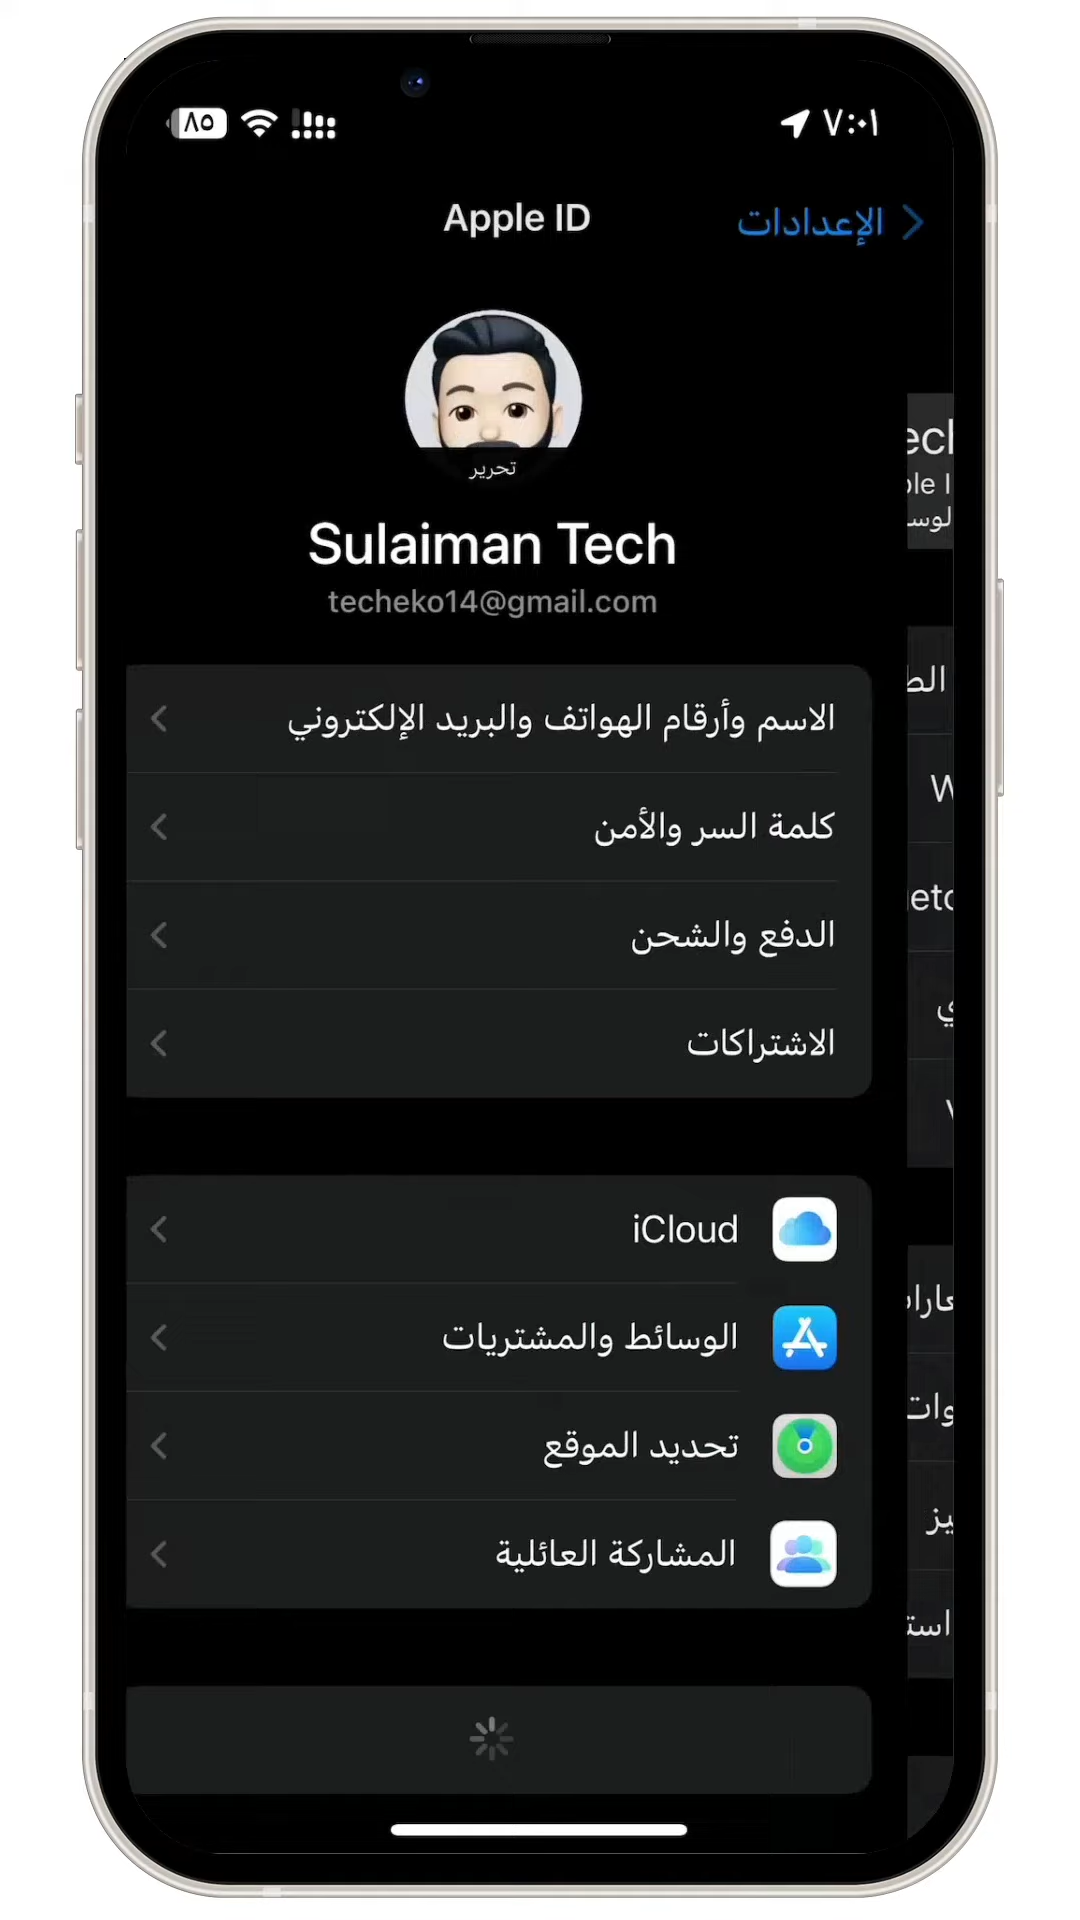 ٧:٠١
٨٥
الإعدادات
Apple ID
تحرير
Sulaiman Tech
techeko14@gmail.com
الاسم وأرقام الهواتف والبريد الإلكتروني
كلمة السر والأمن
الدفع والشحن
الاشتراكات
iCloud
الوسائط والمشتريات
تحديد الموقع
المشاركة العائلية